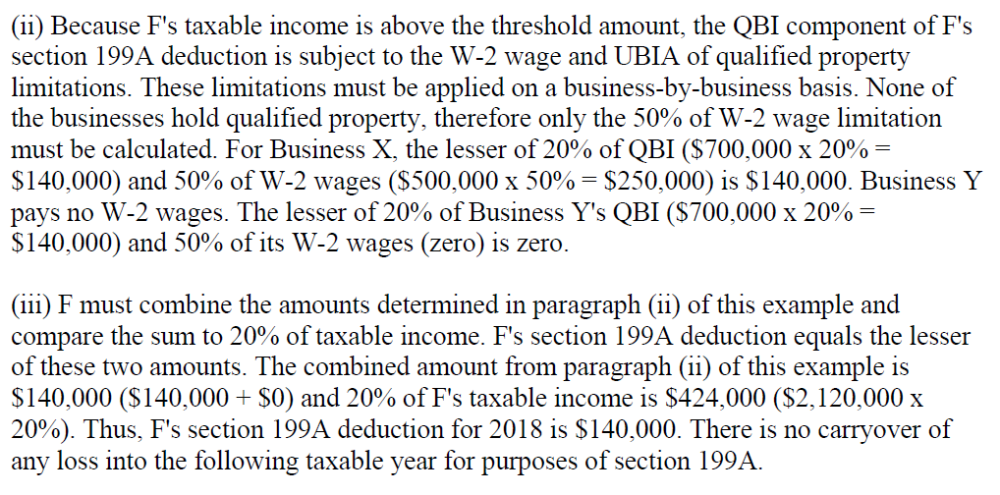 (ii) Because F's taxable income is above the threshold amount, the QBI component of F's
section 199A deduction is subject to the W-2 wage and UBIA of qualified property
limitations. These limitations must be applied on a business-by-business basis. None of
the businesses hold qualified property, therefore only the 50% of W-2 wage limitation
must be calculated. For Business X, the lesser of 20% of QBI ($700,000 x 20% =
$140,000) and 50% of W-2 wages ($500,000 x 50% = $250,000) is $140,000. Business Y
pays no W-2 wages. The lesser of 20% of Business Y's QBI ($700,000 x 20% =
$140,000) and 50% of its W-2 wages (zero) is zero.
(iii) F must combine the amounts determined in paragraph (ii) of this example and
compare the sum to 20% of taxable income. F's section 199A deduction equals the lesser
of these two amounts. The combined amount from paragraph (ii) of this example is
$140,000 ($140,000 + $0) and 20% of F's taxable income is $424,000 ($2,120,000 x
20%). Thus, F's section 199A deduction for 2018 is $140,000. There is no carryover of
any loss into the following taxable year for purposes of section 199A.